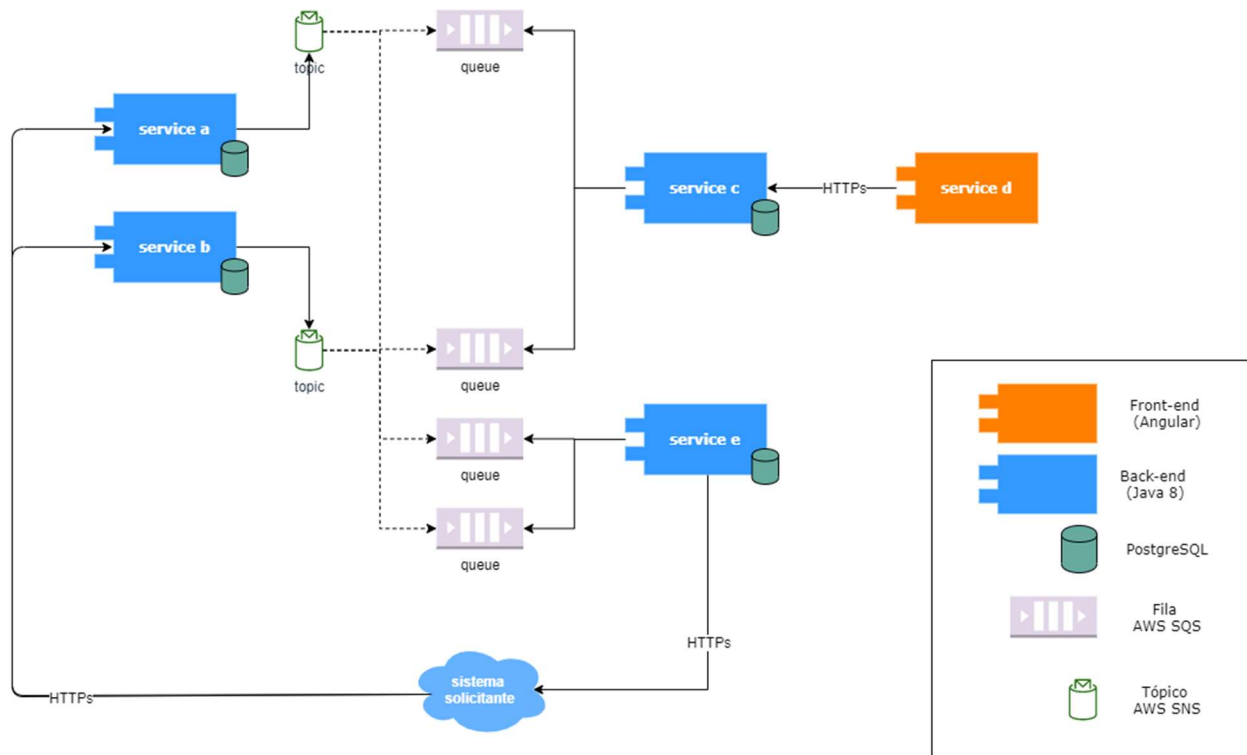 topic
queue
service a
service c
HTTPs
service d
service b
topic
queue
service e
queue
queue
HTTPs
sistema
solicitante
HTTPs
Front-end
(Angular)
Back-end
(Java 8)
PostgreSQL
Fila
AWS SQS
Tópico
AWS SNS